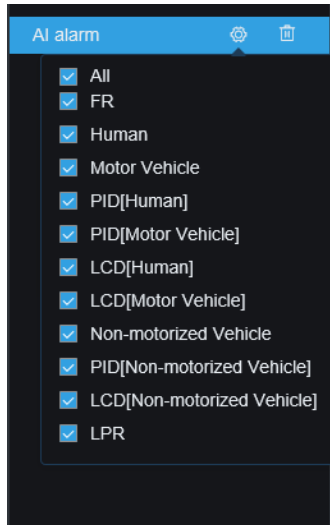 AI alarm
All
FR
Human
Motor Vehicle
PID[Human]
PID[Motor Vehicle]
LCD[Human]
LCD[Motor Vehicle]
Non-motorized Vehicle
PID[Non-motorized Vehicle]
LCD[Non-motorized Vehicle]
LPR